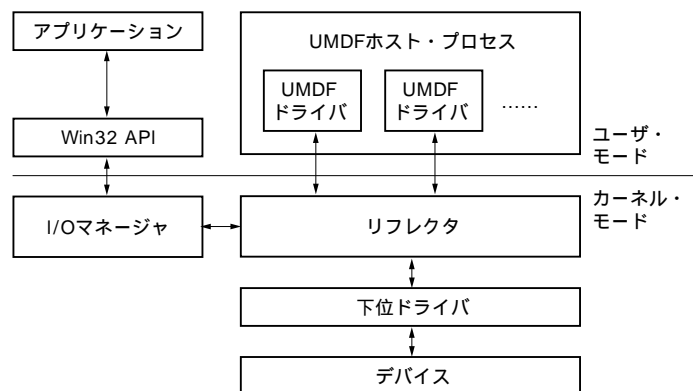 アプリケーション
UMDFホスト・プロセス
UMDF
ドライバ
UMDF
ドライバ
……
Win32 API
ユーザ・
モード
カーネル・
モード
I/Oマネージャ
リフレクタ
下位ドライバ
デバイス